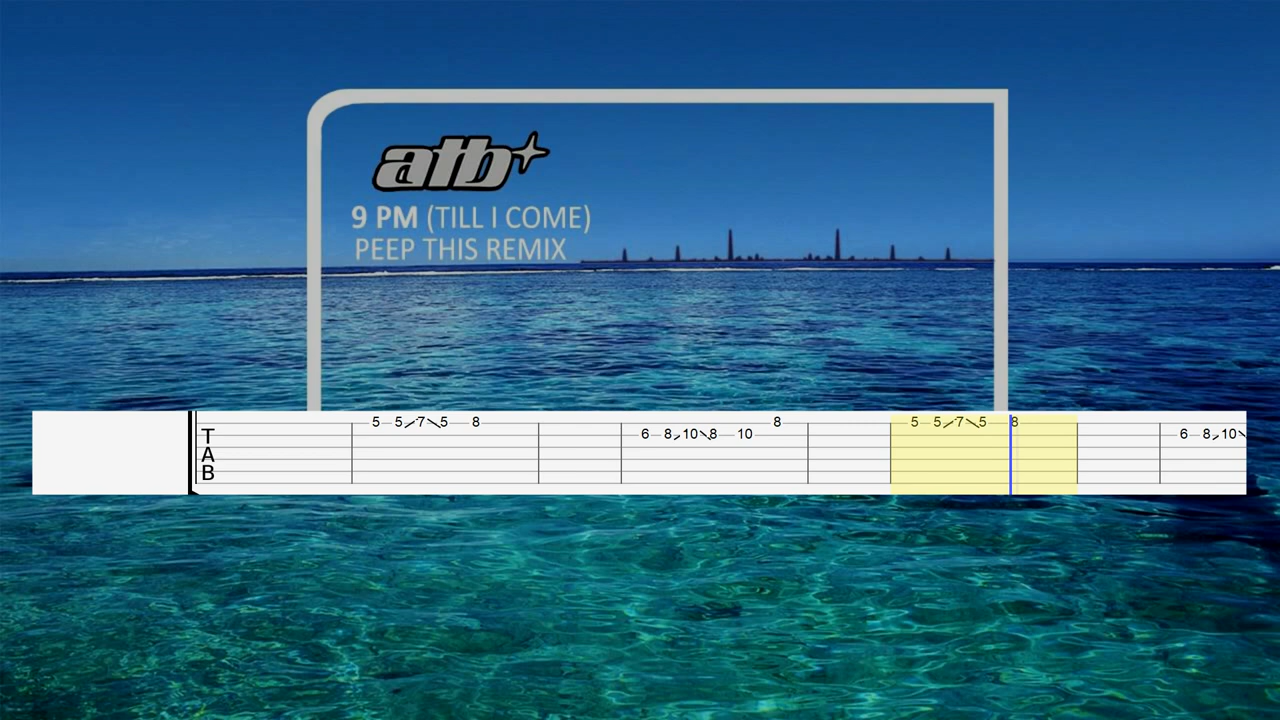 atb
9 PM (TILL I COME)
PEEP THIS REMIX
5 5 7 5 8 8 5 5 7 5 8
T 6 8 10 8 10 6 8 10
A
B